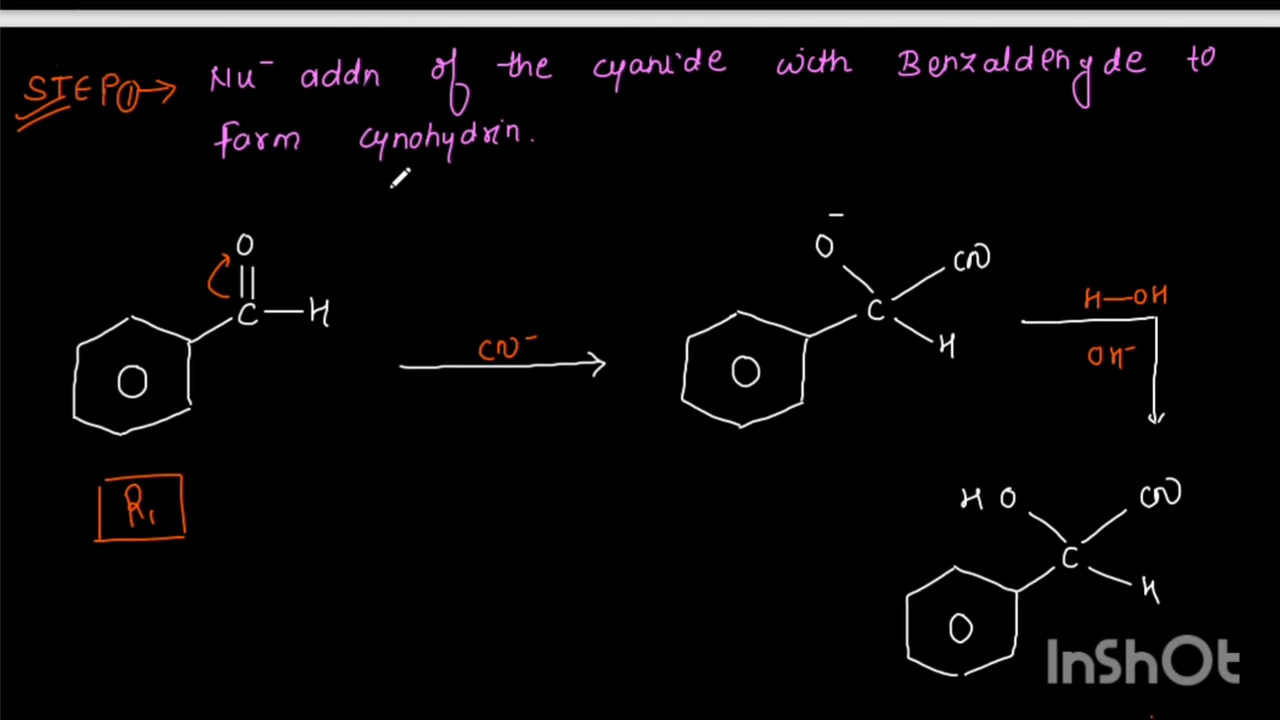 STEP①→ Nu⁻ addn of the cyanide with Benzaldehyde to
form cynohydrin.
O
C—H
CN⁻
R₁
O⁻
CN
C
H
H—OH
OH⁻
HO
CN
C
H
InShOt